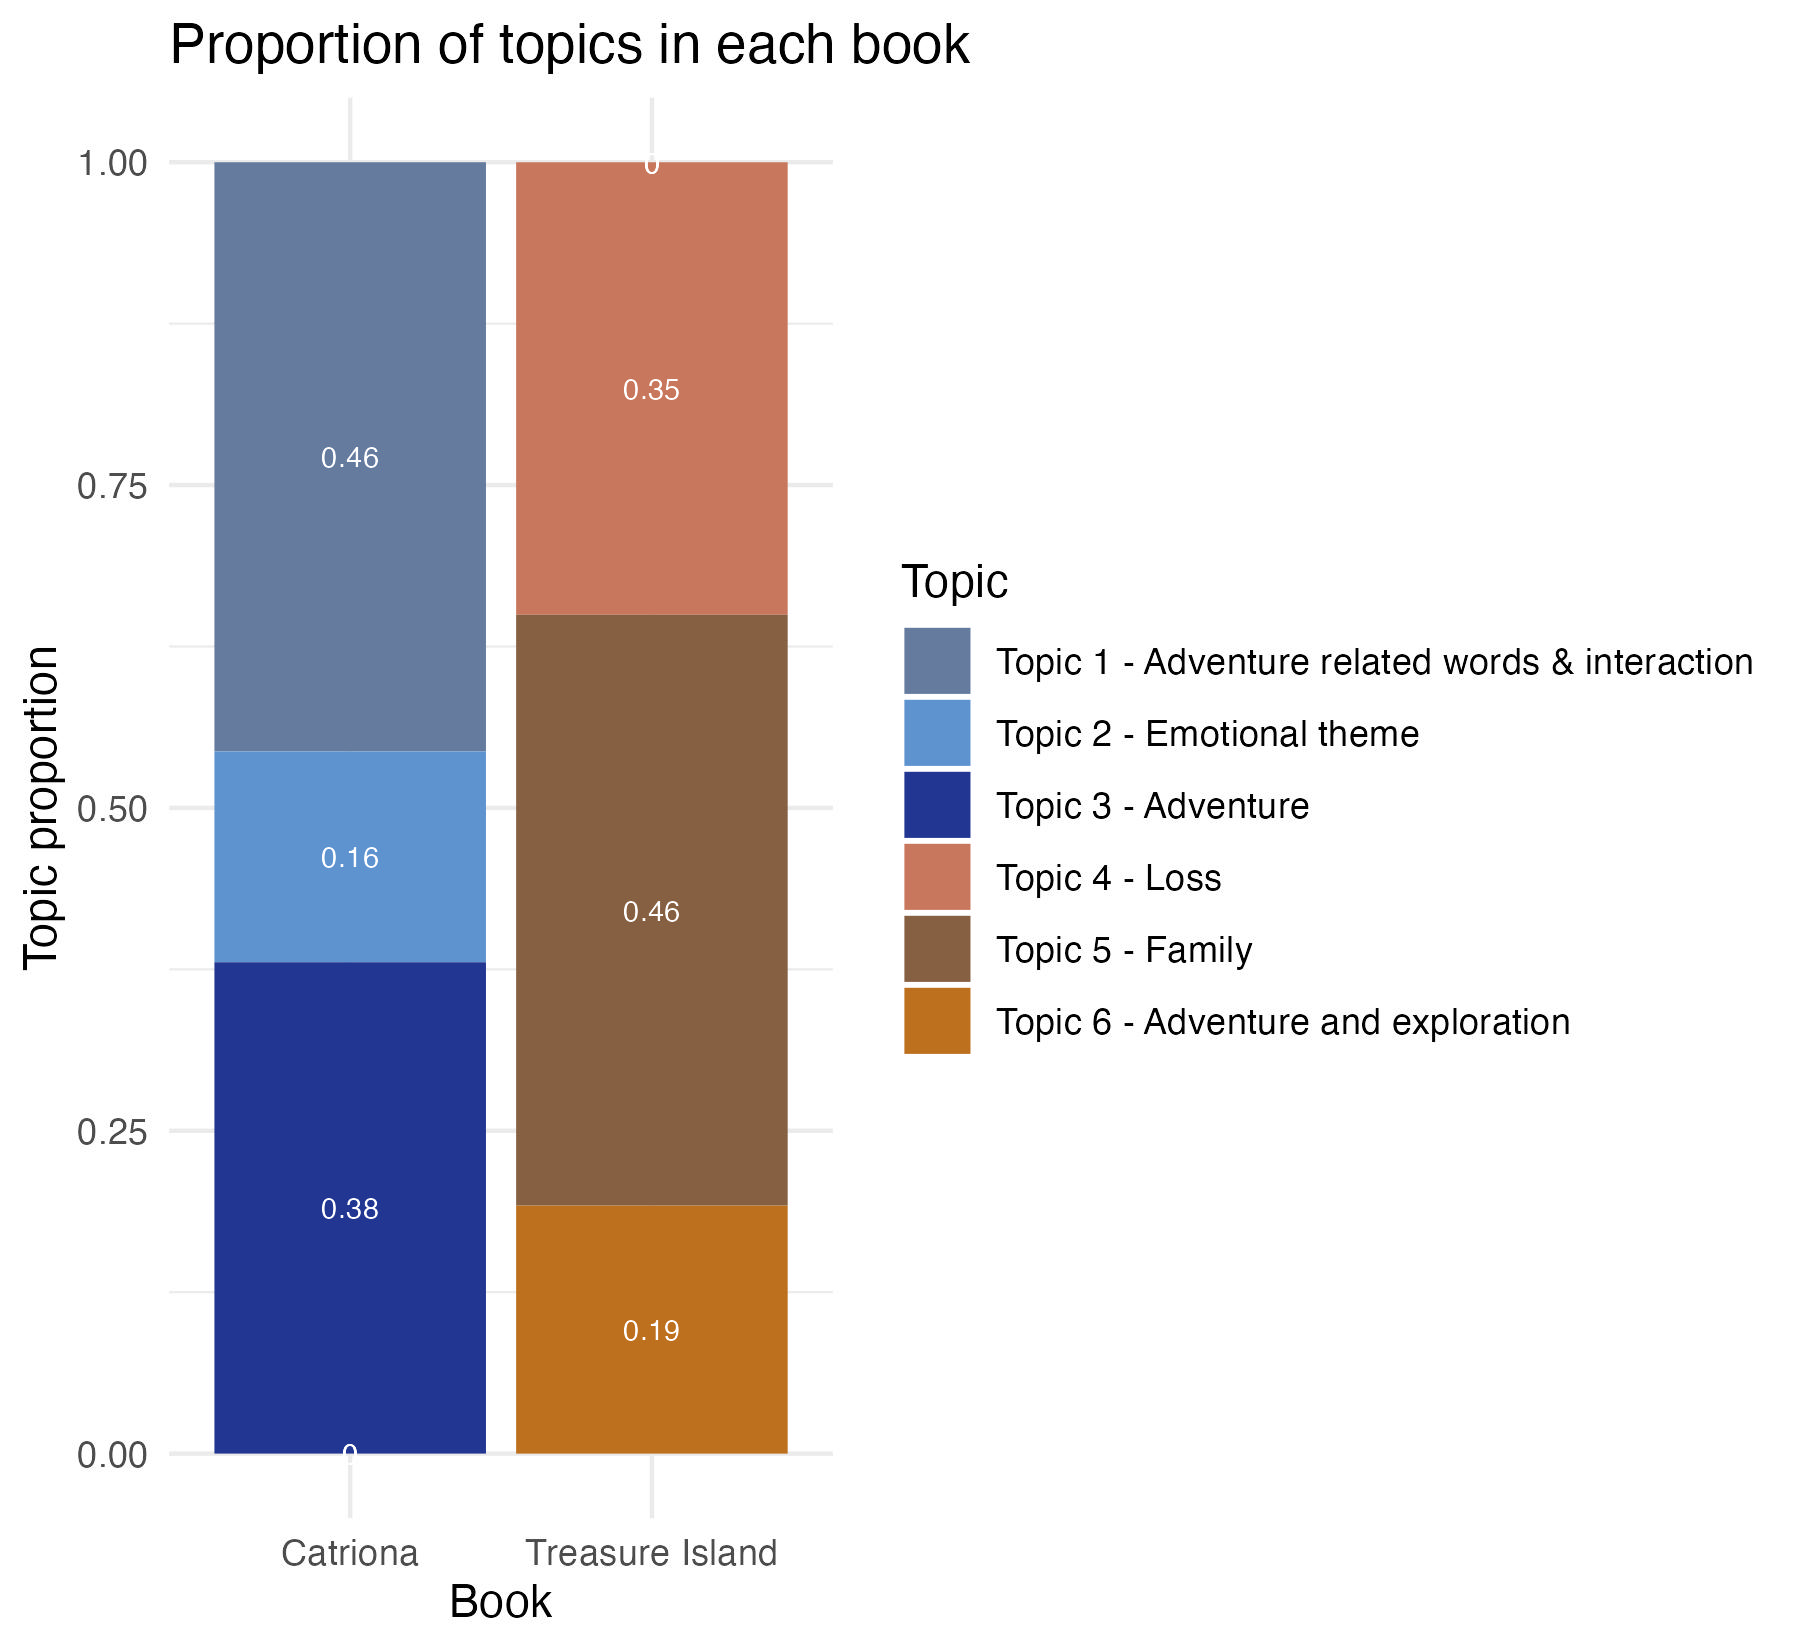 Proportion of topics in each book
1.00
0.75
0.50
0.25
0.00
Topic proportion
0.46
0.16
0.38
0
0
0.35
0.46
0.19
Catriona
Treasure Island
Book
Topic
Topic 1 - Adventure related words & interaction
Topic 2 - Emotional theme
Topic 3 - Adventure
Topic 4 - Loss
Topic 5 - Family
Topic 6 - Adventure and exploration